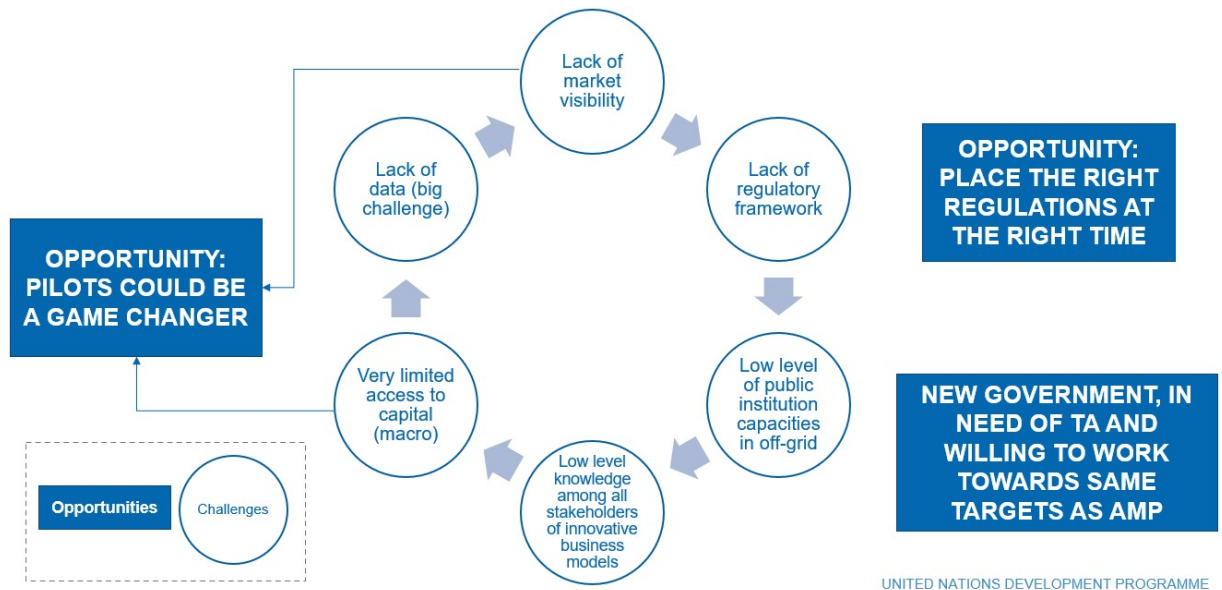 Lack of
market
visibility
Lack of
regulatory
framework
Low level
of public
institution
capacities
in off-grid
Low level
knowledge
among all
stakeholders
of innovative
business
models
Very limited
access to
capital
(macro)
Lack of
data (big
challenge)
OPPORTUNITY:
PILOTS COULD BE
A GAME CHANGER
OPPORTUNITY:
PLACE THE RIGHT
REGULATIONS AT
THE RIGHT TIME
NEW GOVERNMENT, IN
NEED OF TA AND
WILLING TO WORK
TOWARDS SAME
TARGETS AS AMP
Opportunities
Challenges
UNITED NATIONS DEVELOPMENT PROGRAMME